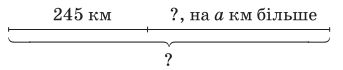 245 км ?, на a км більше
?